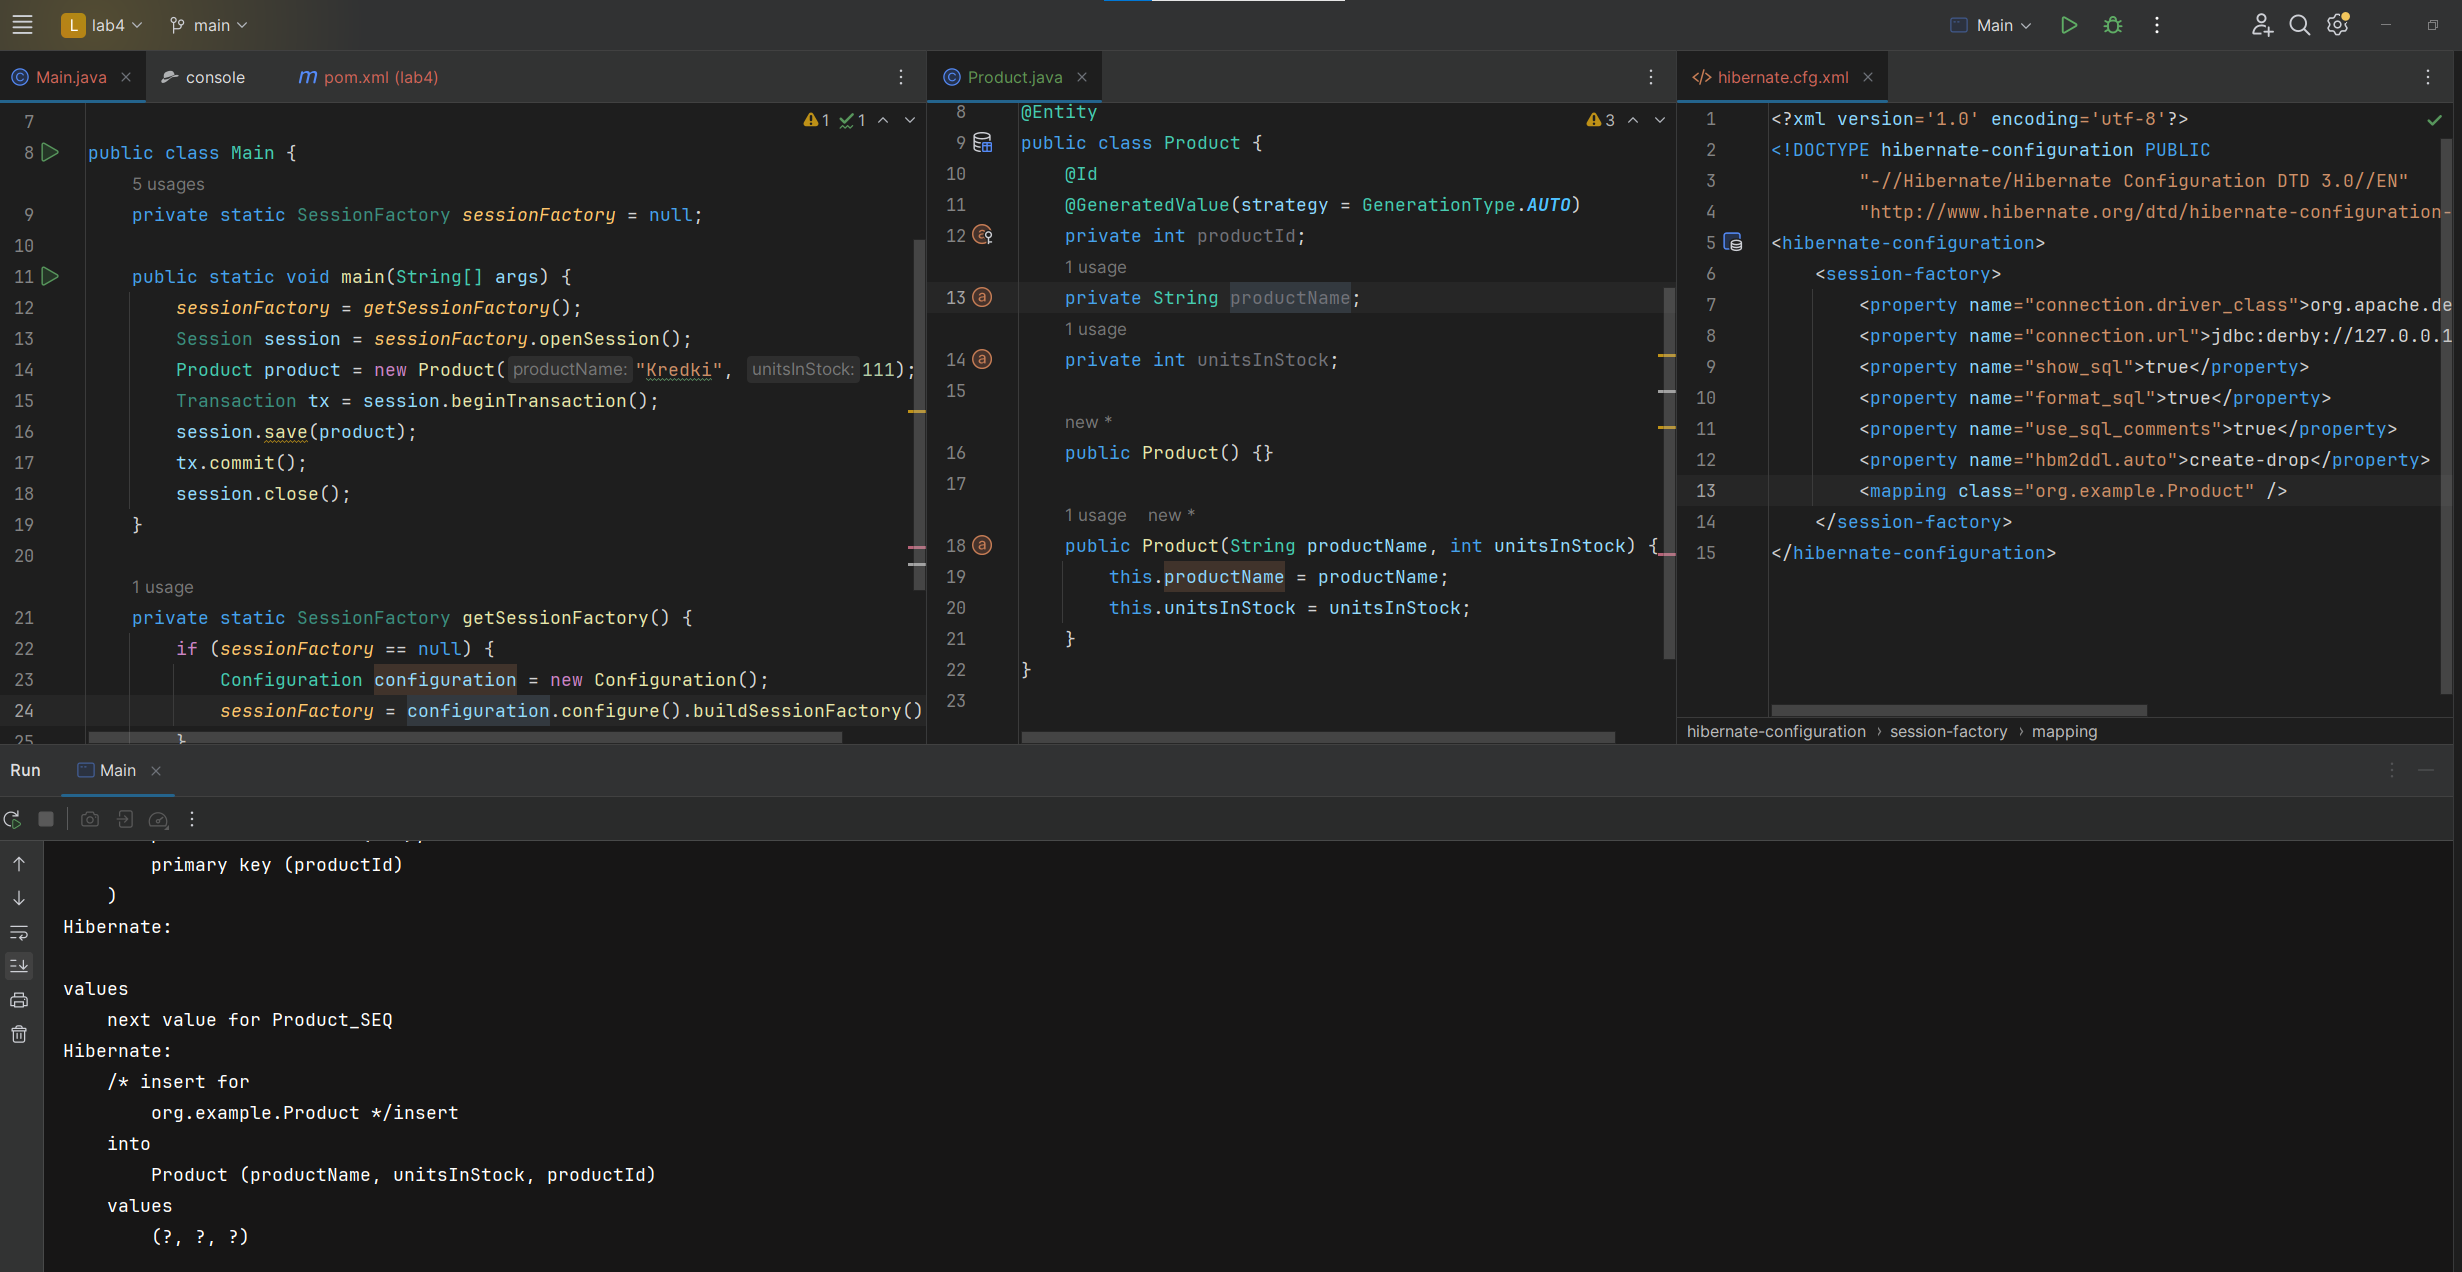 L lab4 main Main
Main.java console pom.xml (lab4)
7
8 public class Main {
5 usages
9 private static SessionFactory sessionFactory = null;
10
11 public static void main(String[] args) {
12 sessionFactory = getSessionFactory();
13 Session session = sessionFactory.openSession();
14 Product product = new Product( productName: "Kredki", unitsInStock: 111);
15 Transaction tx = session.beginTransaction();
16 session.save(product);
17 tx.commit();
18 session.close();
19 }
20
1 usage
21 private static SessionFactory getSessionFactory() {
22 if (sessionFactory == null) {
23 Configuration configuration = new Configuration();
24 sessionFactory = configuration.configure().buildSessionFactory()
25 }
1 1
Product.java
8 @Entity
9 public class Product {
10 @Id
11 @GeneratedValue(strategy = GenerationType.AUTO)
12 private int productId;
1 usage
13 private String productName;
1 usage
14 private int unitsInStock;
15
new *
16 public Product() {}
17
1 usage new *
18 public Product(String productName, int unitsInStock) {
19 this.productName = productName;
20 this.unitsInStock = unitsInStock;
21 }
22 }
23
3
hibernate.cfg.xml
1 <?xml version='1.0' encoding='utf-8'?>
2 <!DOCTYPE hibernate-configuration PUBLIC
3 "-//Hibernate/Hibernate Configuration DTD 3.0//EN"
4 "http://www.hibernate.org/dtd/hibernate-configuration-
5 <hibernate-configuration>
6 <session-factory>
7 <property name="connection.driver_class">org.apache.de
8 <property name="connection.url">jdbc:derby://127.0.0.1
9 <property name="show_sql">true</property>
10 <property name="format_sql">true</property>
11 <property name="use_sql_comments">true</property>
12 <property name="hbm2ddl.auto">create-drop</property>
13 <mapping class="org.example.Product" />
14 </session-factory>
15 </hibernate-configuration>
hibernate-configuration › session-factory › mapping
Run Main
primary key (productId)
)
Hibernate:
values
next value for Product_SEQ
Hibernate:
/* insert for
org.example.Product */insert
into
Product (productName, unitsInStock, productId)
values
(?, ?, ?)